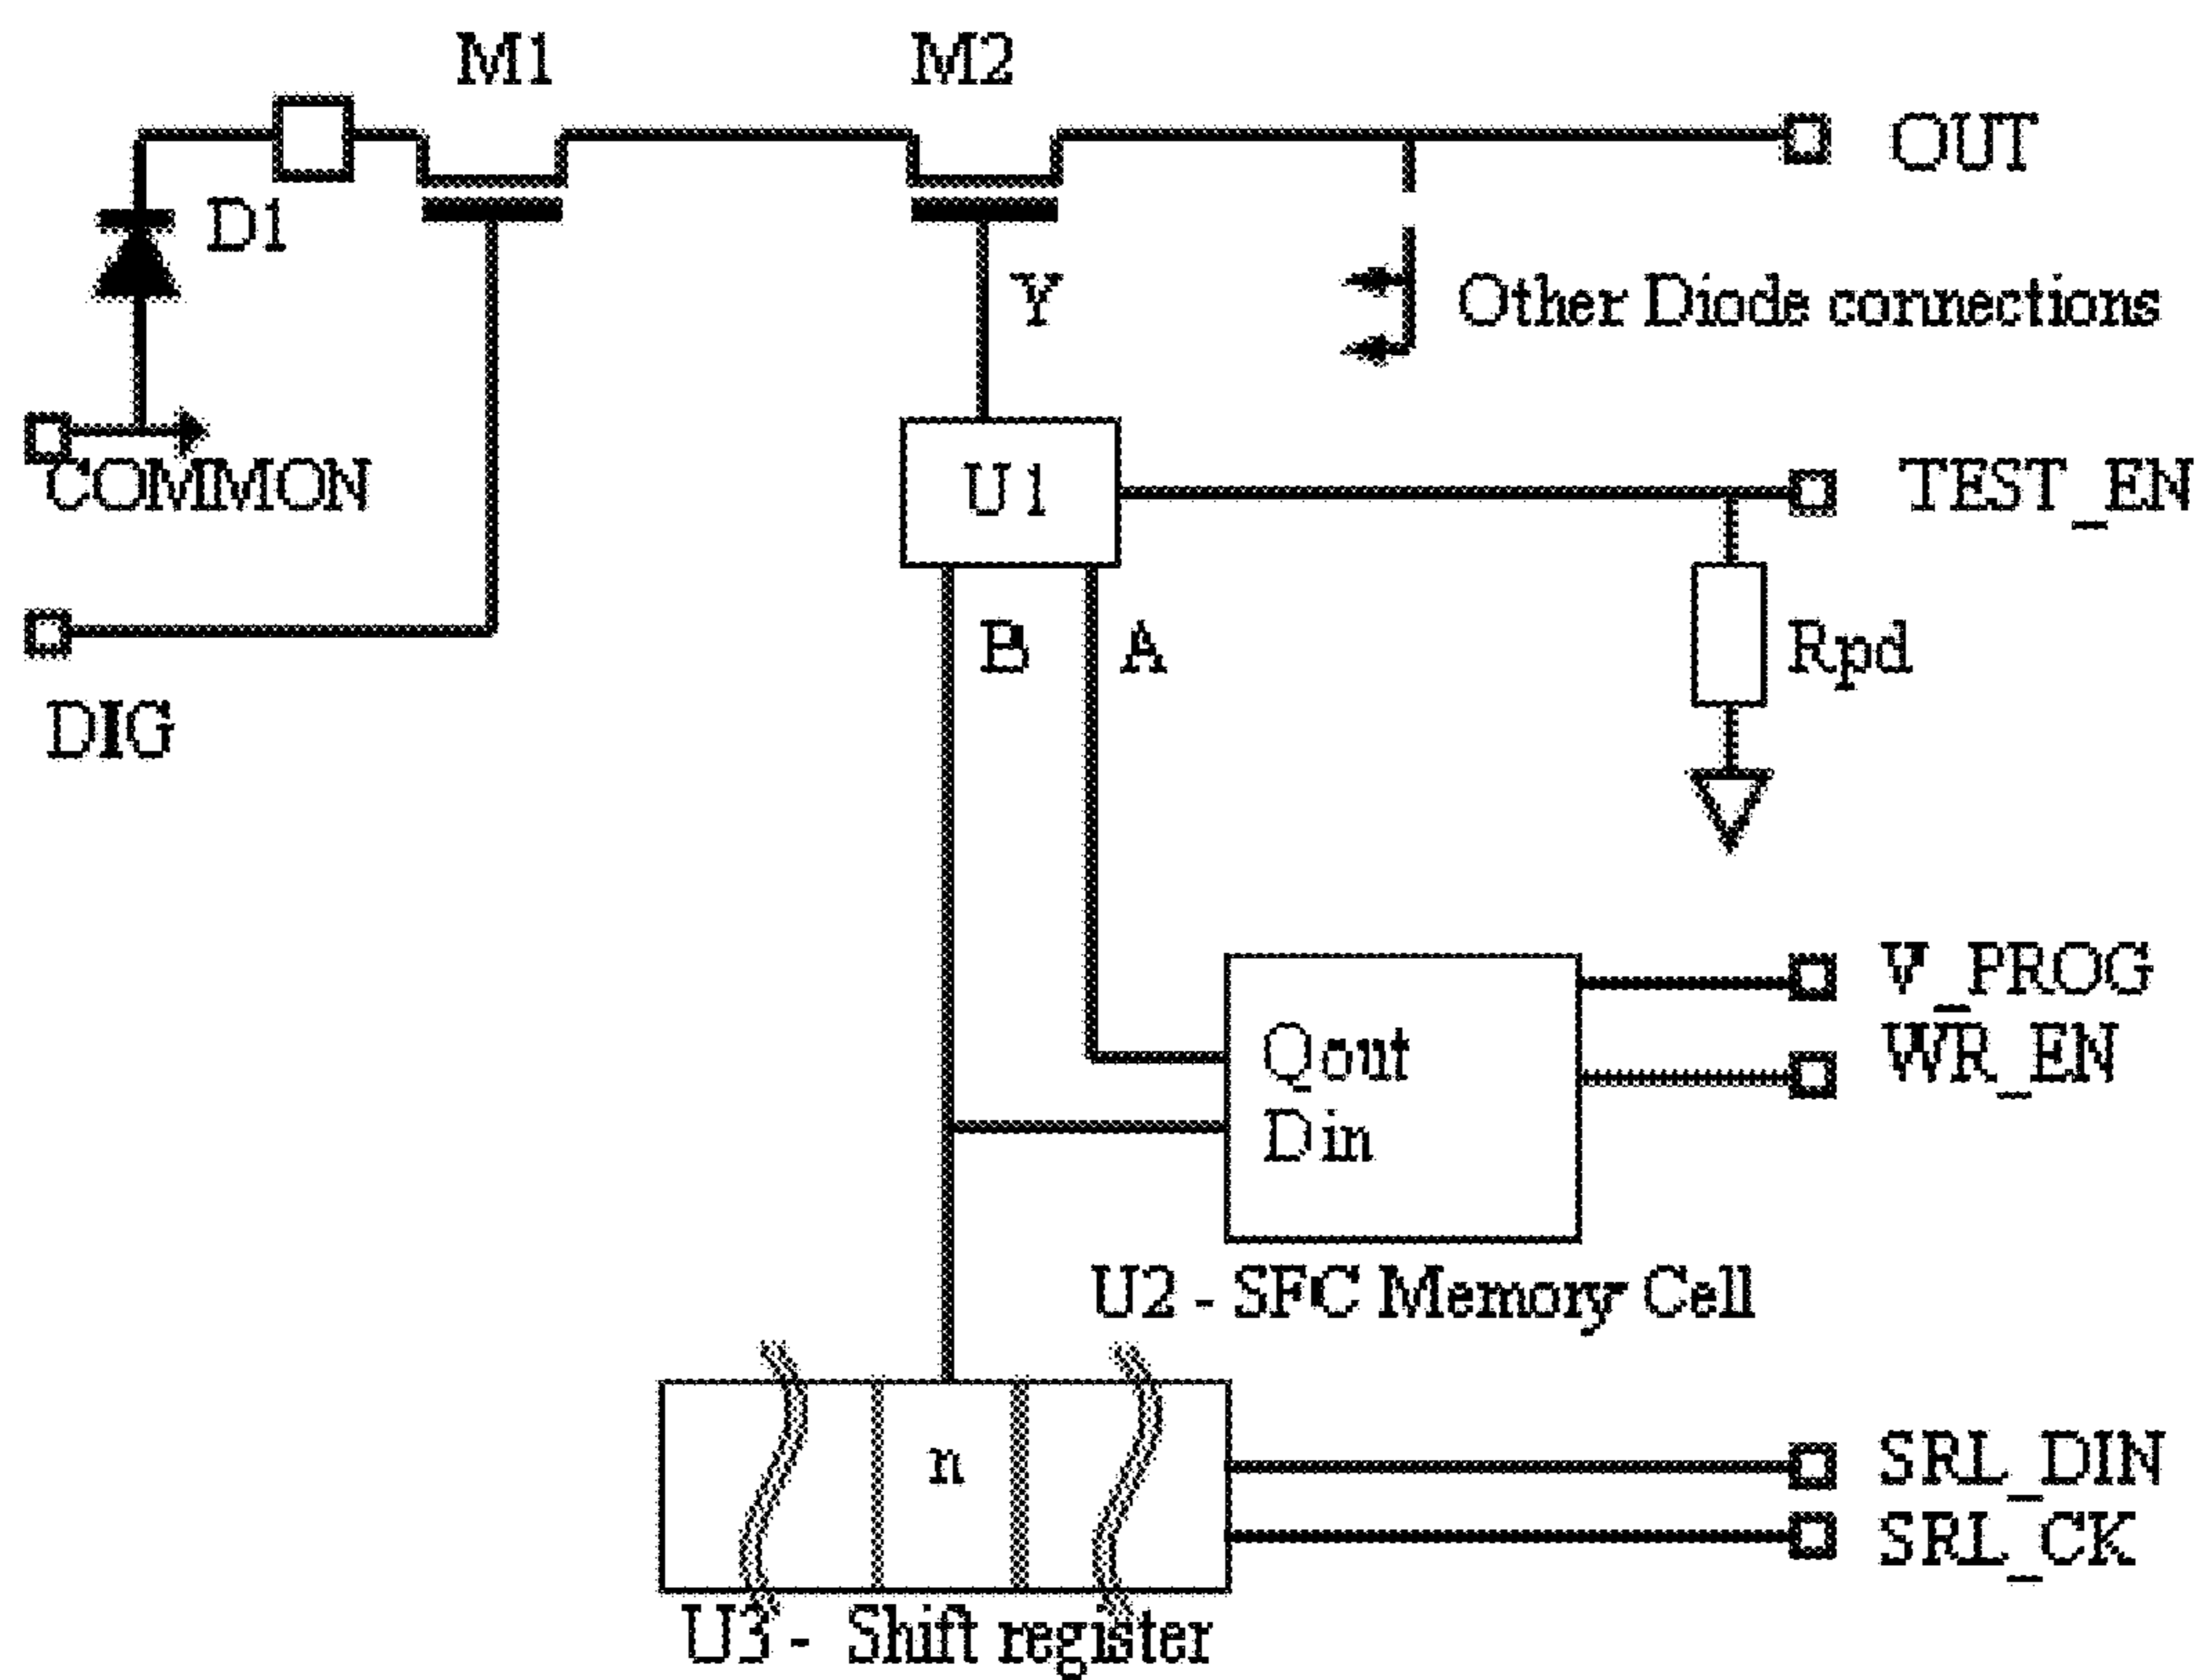 M1
M2
OUT
D1
Y
Other Diode connections
COMMON
U1
TEST_EN
B
A
Rpd
DIG
V_PROG
Qout
WR_EN
Din
U2 - SFC Memory Cell
n
SRL_DIN
SRL_CK
U3 - Shift register